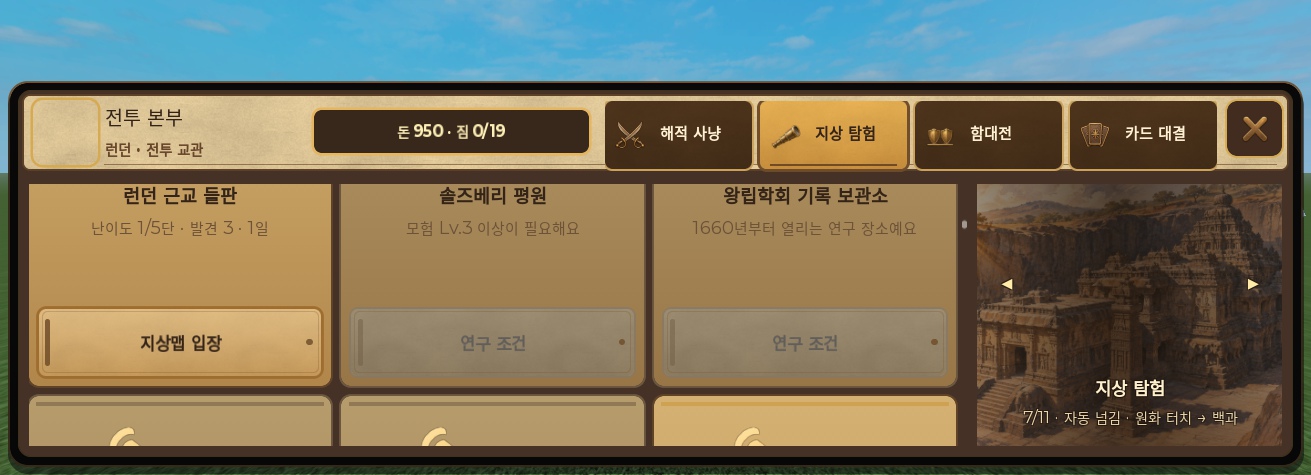 전투 본부
런던 · 전투 교관
돈 950 · 짐 0/19
해적 사냥
지상 탐험
함대전
카드 대결
런던 근교 들판
난이도 1/5단 · 발견 3 · 1일
지상맵 입장
솔즈베리 평원
모험 Lv.3 이상이 필요해요
연구 조건
왕립학회 기록 보관소
1660년부터 열리는 연구 장소예요
연구 조건
지상 탐험
7/11 · 자동 넘김 · 원화 터치 → 백과